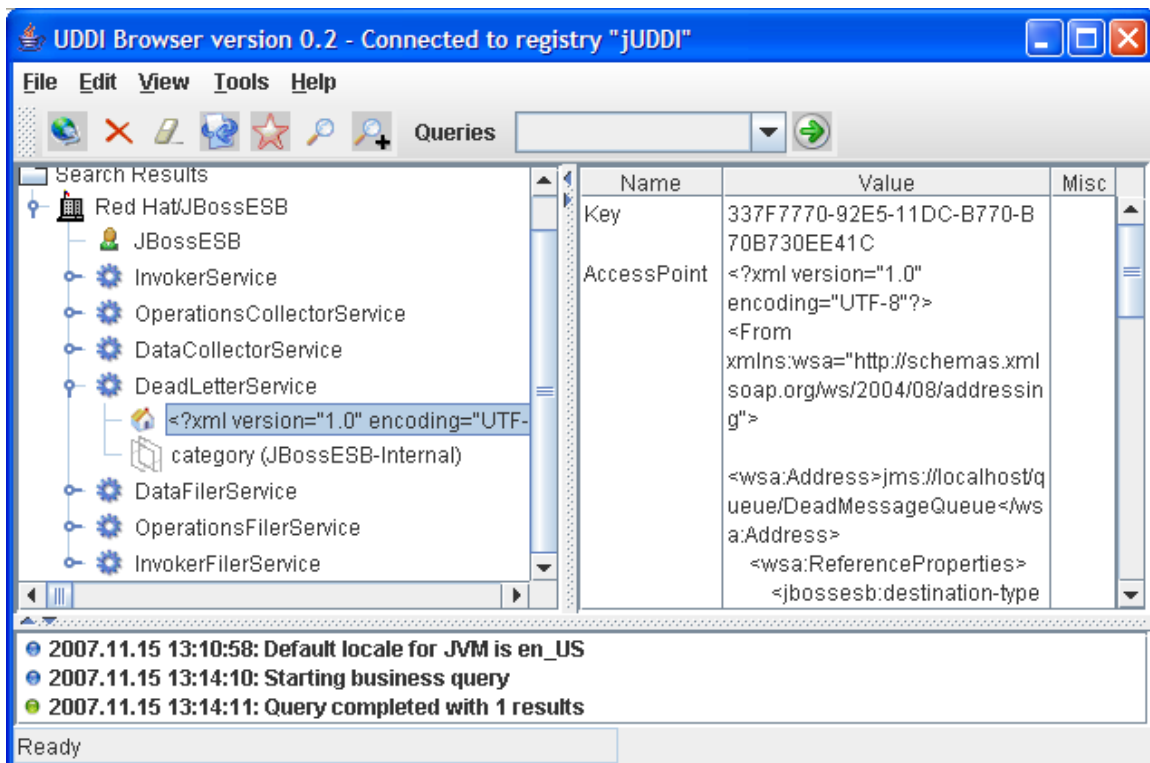 UDDI Browser version 0.2 - Connected to registry "jUDDI"
File Edit View Tools Help
Queries
Search Results
Red Hat/JBossESB
JBossESB
InvokerService
OperationsCollectorService
DataCollectorService
DeadLetterService
<?xml version="1.0" encoding="UTF-
category (JBossESB-Internal)
DataFilerService
OperationsFilerService
InvokerFilerService
Name Value Misc
Key 337F7770-92E5-11DC-B770-B
70B730EE41C
AccessPoint <?xml version="1.0"
encoding="UTF-8"?>
<From
xmlns:wsa="http://schemas.xml
soap.org/ws/2004/08/addressin
g">
<wsa:Address>jms://localhost/q
ueue/DeadMessageQueue</ws
a:Address>
<wsa:ReferenceProperties>
<jbossesb:destination-type
2007.11.15 13:10:58: Default locale for JVM is en_US
2007.11.15 13:14:10: Starting business query
2007.11.15 13:14:11: Query completed with 1 results
Ready